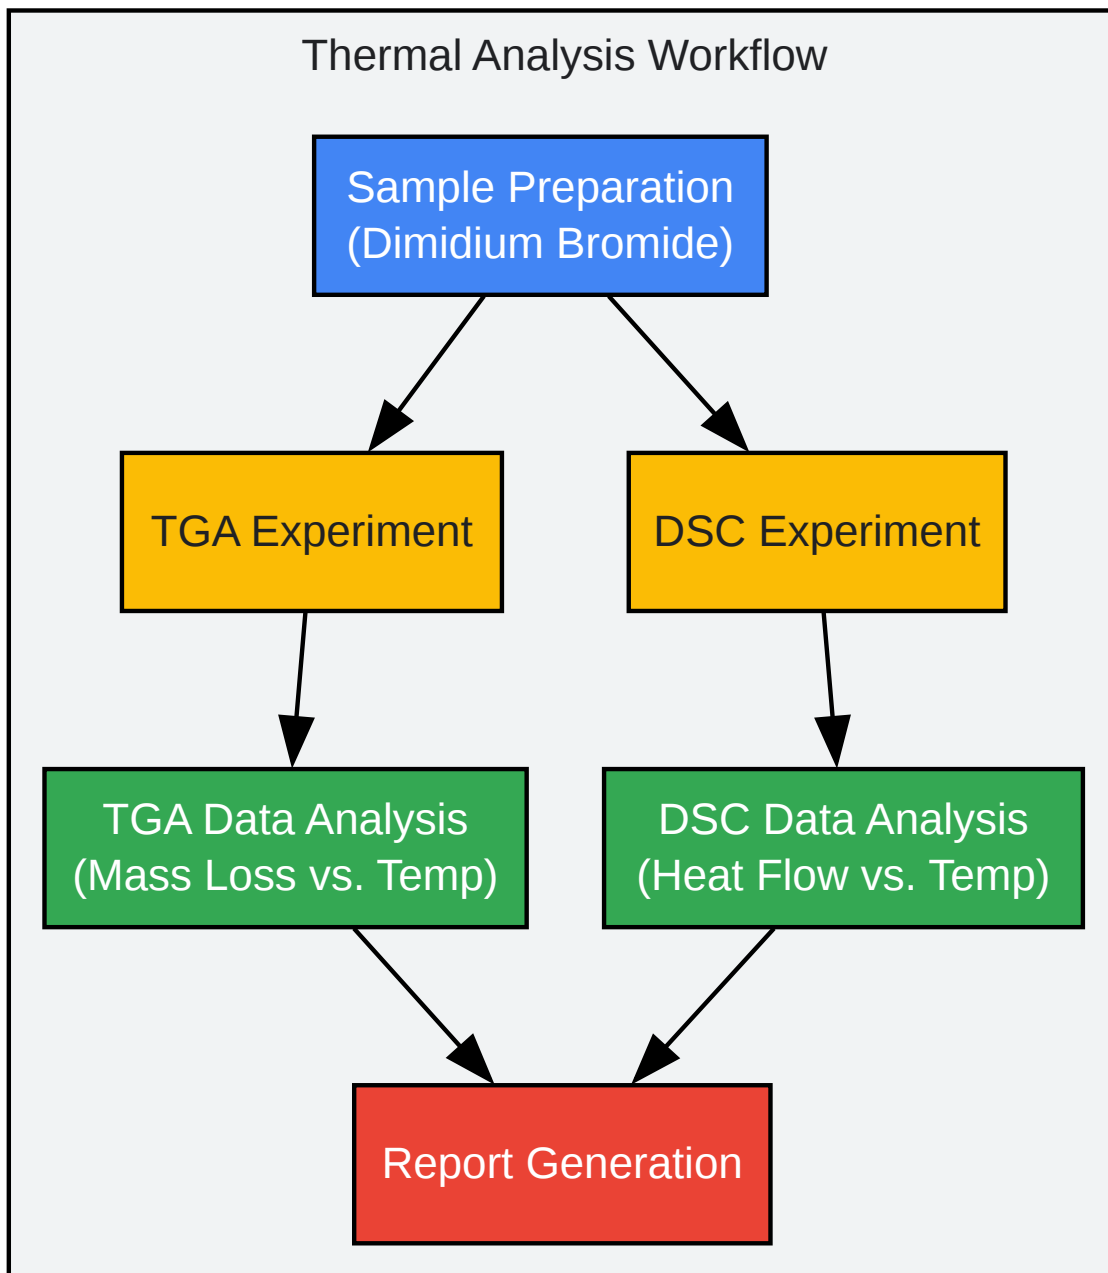 Thermal Analysis Workflow
Sample Preparation
(Dimidium Bromide)
TGA Experiment
DSC Experiment
TGA Data Analysis
(Mass Loss vs. Temp)
DSC Data Analysis
(Heat Flow vs. Temp)
Report Generation